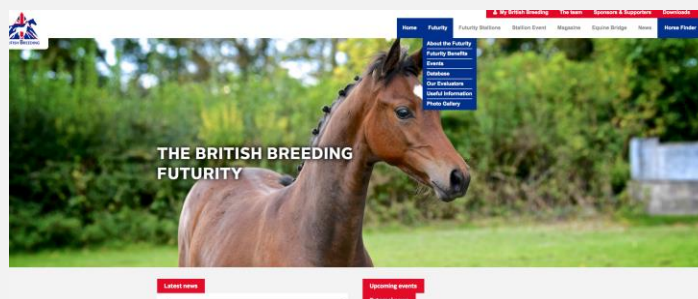 My British Breeding The team Sponsors & Supporters Downloads
Home Futurity Futurity Stallions Stallion Event Magazine Equine Bridge News Horse Finder
BRITISH BREEDING
About the Futurity
Futurity Benefits
Events
Database
Our Evaluators
Useful Information
Photo Gallery
THE BRITISH BREEDING
FUTURITY
Latest news
Upcoming events